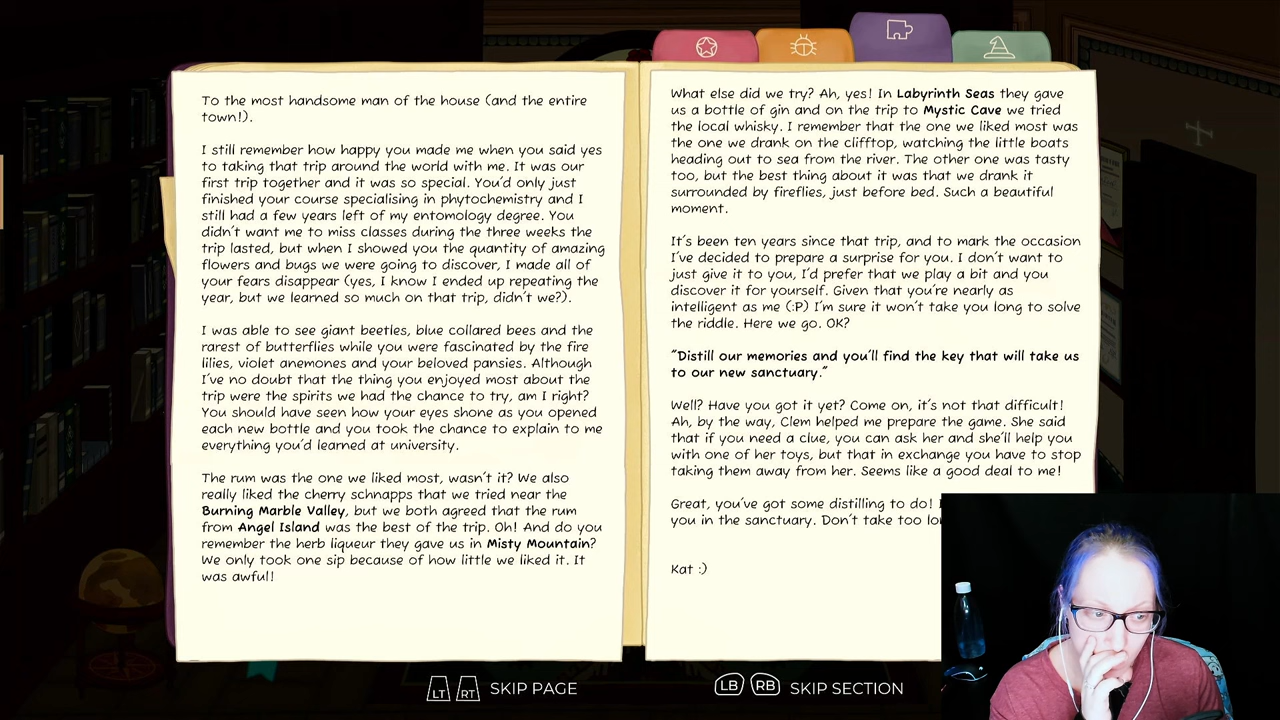 To the most handsome man of the house (and the entire
town!).
I still remember how happy you made me when you said yes
to taking that trip around the world with me. It was our
first trip together and it was so special. You'd only just
finished your course specialising in phytochemistry and I
still had a few years left of my entomology degree. You
didn't want me to miss classes during the three weeks the
trip lasted, but when I showed you the quantity of amazing
flowers and bugs we were going to discover, I made all of
your fears disappear (yes, I know I ended up repeating the
year, but we learned so much on that trip, didn't we?).
I was able to see giant beetles, blue collared bees and the
rarest of butterflies while you were fascinated by the fire
lilies, violet anemones and your beloved pansies. Although
I've no doubt that the thing you enjoyed most about the
trip were the spirits we had the chance to try, am I right?
You should have seen how your eyes shone as you opened
each new bottle and you took the chance to explain to me
everything you'd learned at university.
The rum was the one we liked most, wasn't it? We also
really liked the cherry schnapps that we tried near the
Burning Marble Valley, but we both agreed that the rum
from Angel Island was the best of the trip. Oh! And do you
remember the herb liqueur they gave us in Misty Mountain?
We only took one sip because of how little we liked it. It
was awful!
What else did we try? Ah, yes! In Labyrinth Seas they gave
us a bottle of gin and on the trip to Mystic Cave we tried
the local whisky. I remember that the one we liked most was
the one we drank on the clifftop, watching the little boats
heading out to sea from the river. The other one was tasty
too, but the best thing about it was that we drank it
surrounded by fireflies, just before bed. Such a beautiful
moment.
It's been ten years since that trip, and to mark the occasion
I've decided to prepare a surprise for you. I don't want to
just give it to you, I'd prefer that we play a bit and you
discover it for yourself. Given that you're nearly as
intelligent as me (:P) I'm sure it won't take you long to solve
the riddle. Here we go. OK?
"Distill our memories and you'll find the key that will take us
to our new sanctuary."
Well? Have you got it yet? Come on, it's not that difficult!
Ah, by the way, Clem helped me prepare the game. She said
that if you need a clue, you can ask her and she'll help you
with one of her toys, but that in exchange you have to stop
taking them away from her. Seems like a good deal to me!
Great, you've got some distilling to do!
you in the sanctuary. Don't take too
Kat :)
LT RT SKIP PAGE
LB RB SKIP SECTION